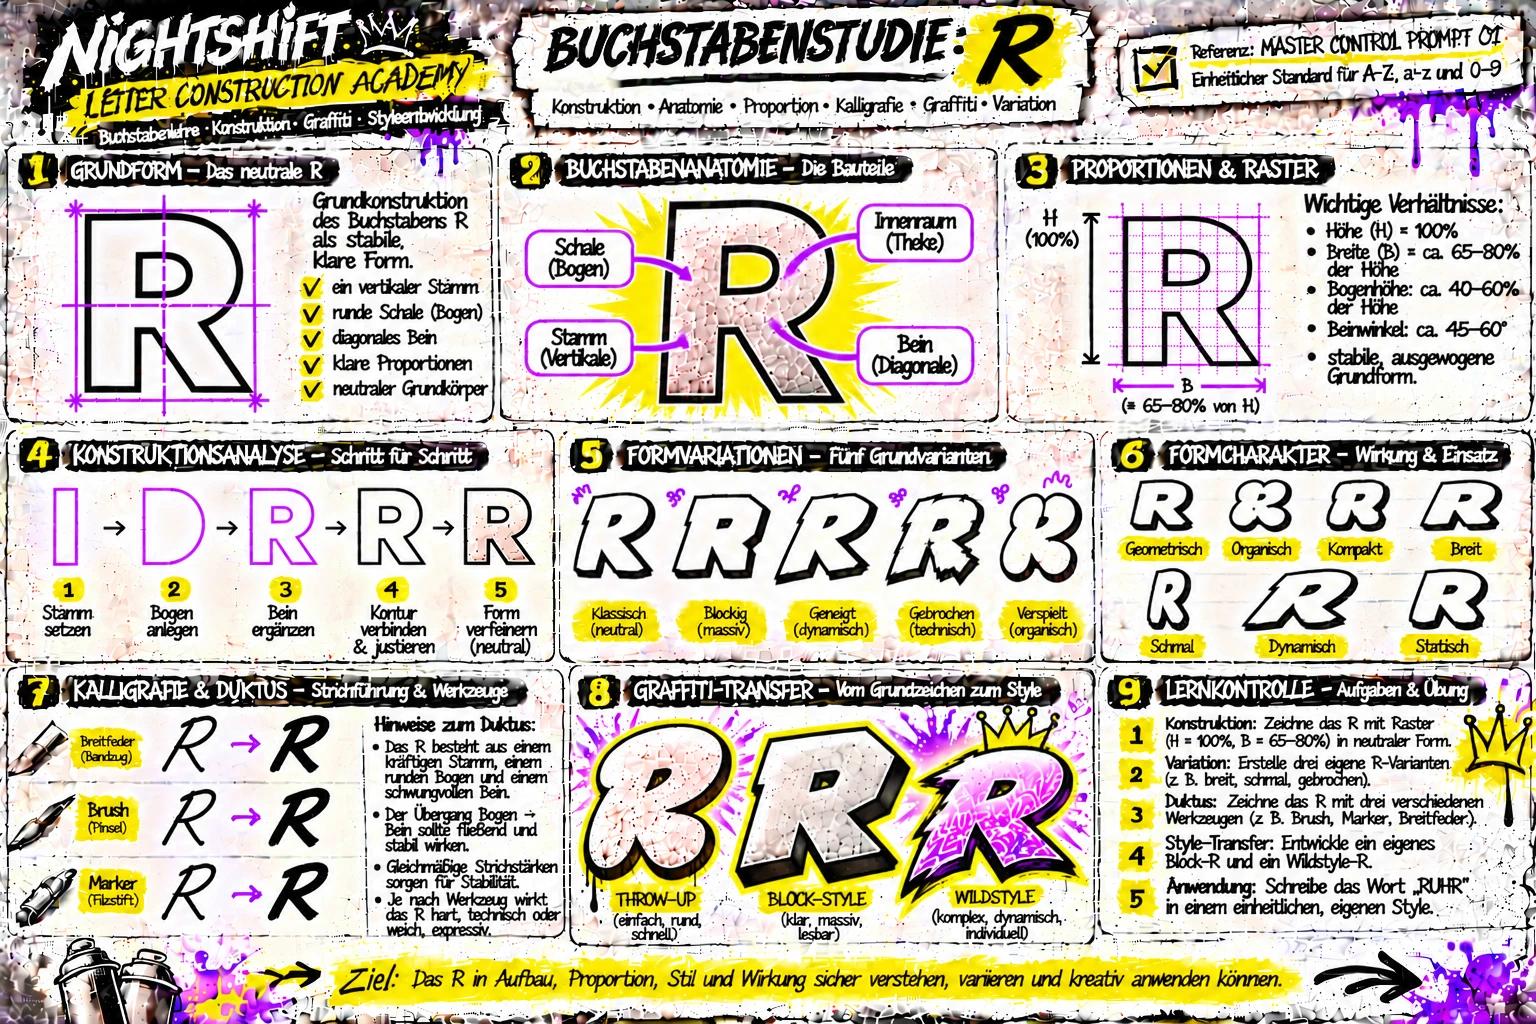 NIGHTSHIFT
LETTER CONSTRUCTION ACADEMY
Buchstabenlehre • Konstruktion • Graffiti • Styleentwicklung
BUCHSTABENSTUDIE: R
Konstruktion • Anatomie • Proportion • Kalligrafie • Graffiti • Variation
Referenz: MASTER CONTROL PROMPT 01
Einheitlicher Standard für A–Z, a–z und 0–9
1 GRUNDFORM – Das neutrale R
R
Grundkonstruktion
des Buchstabens R
als stabile,
klare Form.
ein vertikaler Stamm
runde Schale (Bogen)
diagonales Bein
klare Proportionen
neutraler Grundkörper
2 BUCHSTABENANATOMIE – Die Bauteile
R
Schale
(Bogen)
Innenraum
(Theke)
Stamm
(Vertikale)
Bein
(Diagonale)
3 PROPORTIONEN & RASTER
H
(100%)
R
B
(= 65–80% von H)
Wichtige Verhältnisse:
• Höhe (H) = 100%
• Breite (B) = ca. 65–80%
der Höhe
• Bogenhöhe: ca. 40–60%
der Höhe
• Beinwinkel: ca. 45–60°
• stabile, ausgewogene
Grundform.
4 KONSTRUKTIONSANALYSE – Schritt für Schritt
I → D → R → R → R
1
Stamm
setzen
2
Bogen
anlegen
3
Bein
ergänzen
4
Kontur
verbinden
& justieren
5
Form
verfeinern
(neutral)
5 FORMVARIATIONEN – Fünf Grundvarianten
R R R R R
Klassisch
(neutral)
Blockig
(massiv)
Geneigt
(dynamisch)
Gebrochen
(technisch)
Verspielt
(organisch)
6 FORMCHARAKTER – Wirkung & Einsatz
R R R R
Geometrisch Organisch Kompakt Breit
R R R
Schmal Dynamisch Statisch
7 KALLIGRAFIE & DUKTUS – Strichführung & Werkzeuge
Breitfeder
(Bandzug)
R → R
Brush
(Pinsel)
R → R
Marker
(Filzstift)
R → R
Hinweise zum Duktus:
• Das R besteht aus einem
kräftigen Stamm, einem
runden Bogen und einem
schwungvollen Bein.
• Der Übergang Bogen →
Bein sollte fließend und
stabil wirken.
• Gleichmäßige Strichstärken
sorgen für Stabilität.
• Je nach Werkzeug wirkt
das R hart, technisch oder
weich, expressiv.
8 GRAFFITI-TRANSFER – Vom Grundzeichen zum Style
R R R
THROW-UP
(einfach, rund,
schnell)
BLOCK-STYLE
(klar, massiv,
lesbar)
WILDSTYLE
(komplex, dynamisch,
individuell)
9 LERNKONTROLLE – Aufgaben & Übung
1 Konstruktion: Zeichne das R mit Raster
(H = 100%, B = 65–80%) in neutraler Form.
2 Variation: Erstelle drei eigene R-Varianten
(z B. breit, schmal, gebrochen).
3 Duktus: Zeichne das R mit drei verschiedenen
Werkzeugen (z B. Brush, Marker, Breitfeder).
4 Style-Transfer: Entwickle ein eigenes
Block-R und ein Wildstyle-R.
5 Anwendung: Schreibe das Wort „RUHR"
in einem einheitlichen, eigenen Style.
Ziel: Das R in Aufbau, Proportion, Stil und Wirkung sicher verstehen, variieren und kreativ anwenden können.